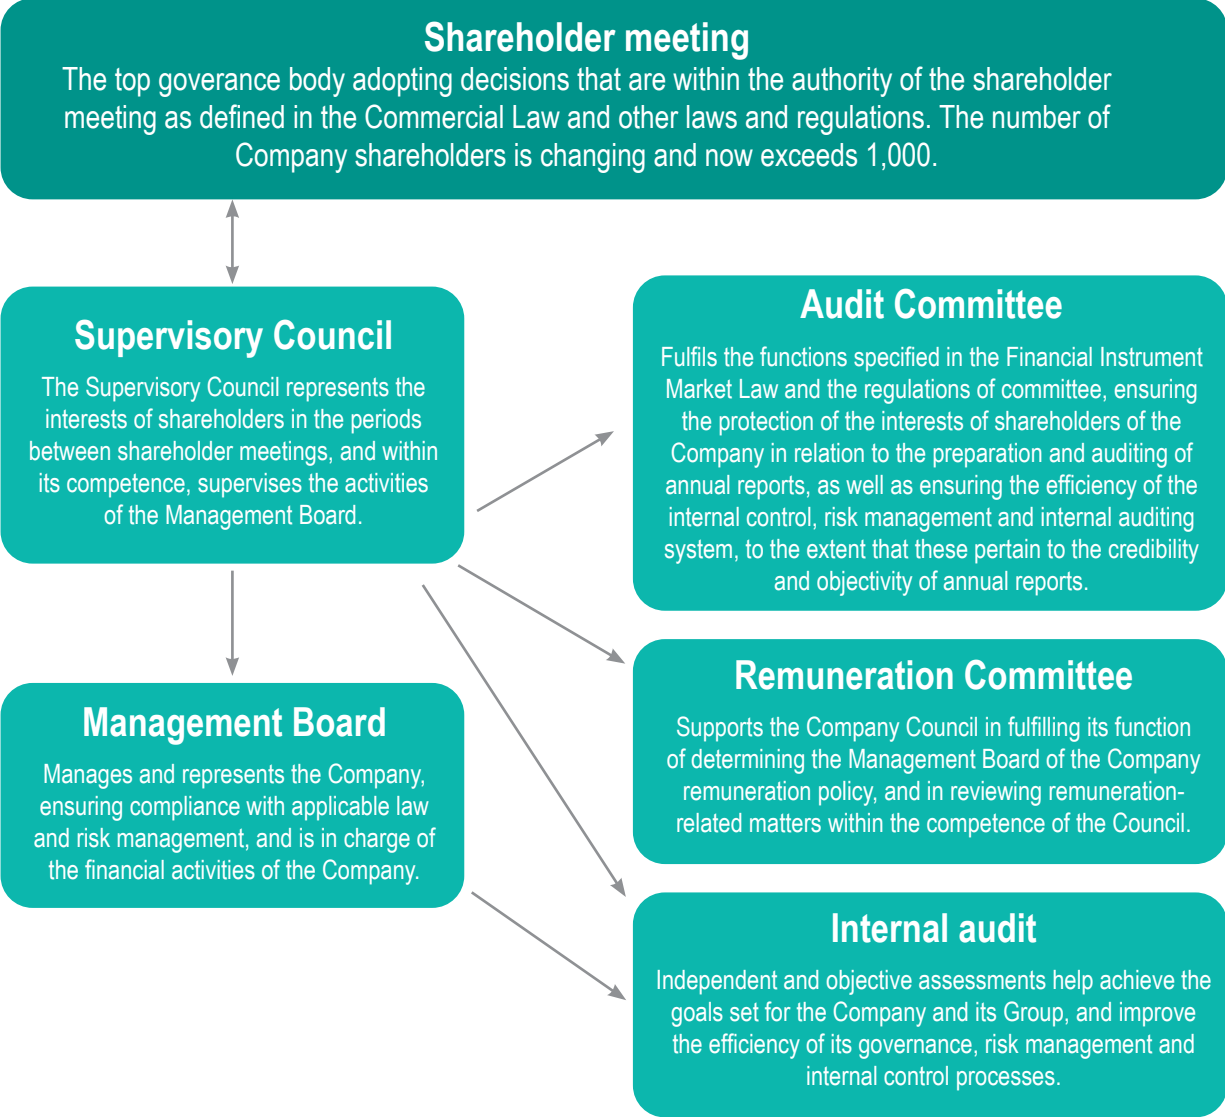 Shareholder meeting
The top goverance body adopting decisions that are within the authority of the shareholder
meeting as defined in the Commercial Law and other laws and regulations. The number of
Company shareholders is changing and now exceeds 1,000.
Supervisory Council
The Supervisory Council represents the
interests of shareholders in the periods
between shareholder meetings, and within
its competence, supervises the activities
of the Management Board.
Audit Committee
Fulfils the functions specified in the Financial Instrument
Market Law and the regulations of committee, ensuring
the protection of the interests of shareholders of the
Company in relation to the preparation and auditing of
annual reports, as well as ensuring the efficiency of the
internal control, risk management and internal auditing
system, to the extent that these pertain to the credibility
and objectivity of annual reports.
Management Board
Manages and represents the Company,
ensuring compliance with applicable law
and risk management, and is in charge of
the financial activities of the Company.
Remuneration Committee
Supports the Company Council in fulfilling its function
of determining the Management Board of the Company
remuneration policy, and in reviewing remuneration-
related matters within the competence of the Council.
Internal audit
Independent and objective assessments help achieve the
goals set for the Company and its Group, and improve
the efficiency of its governance, risk management and
internal control processes.